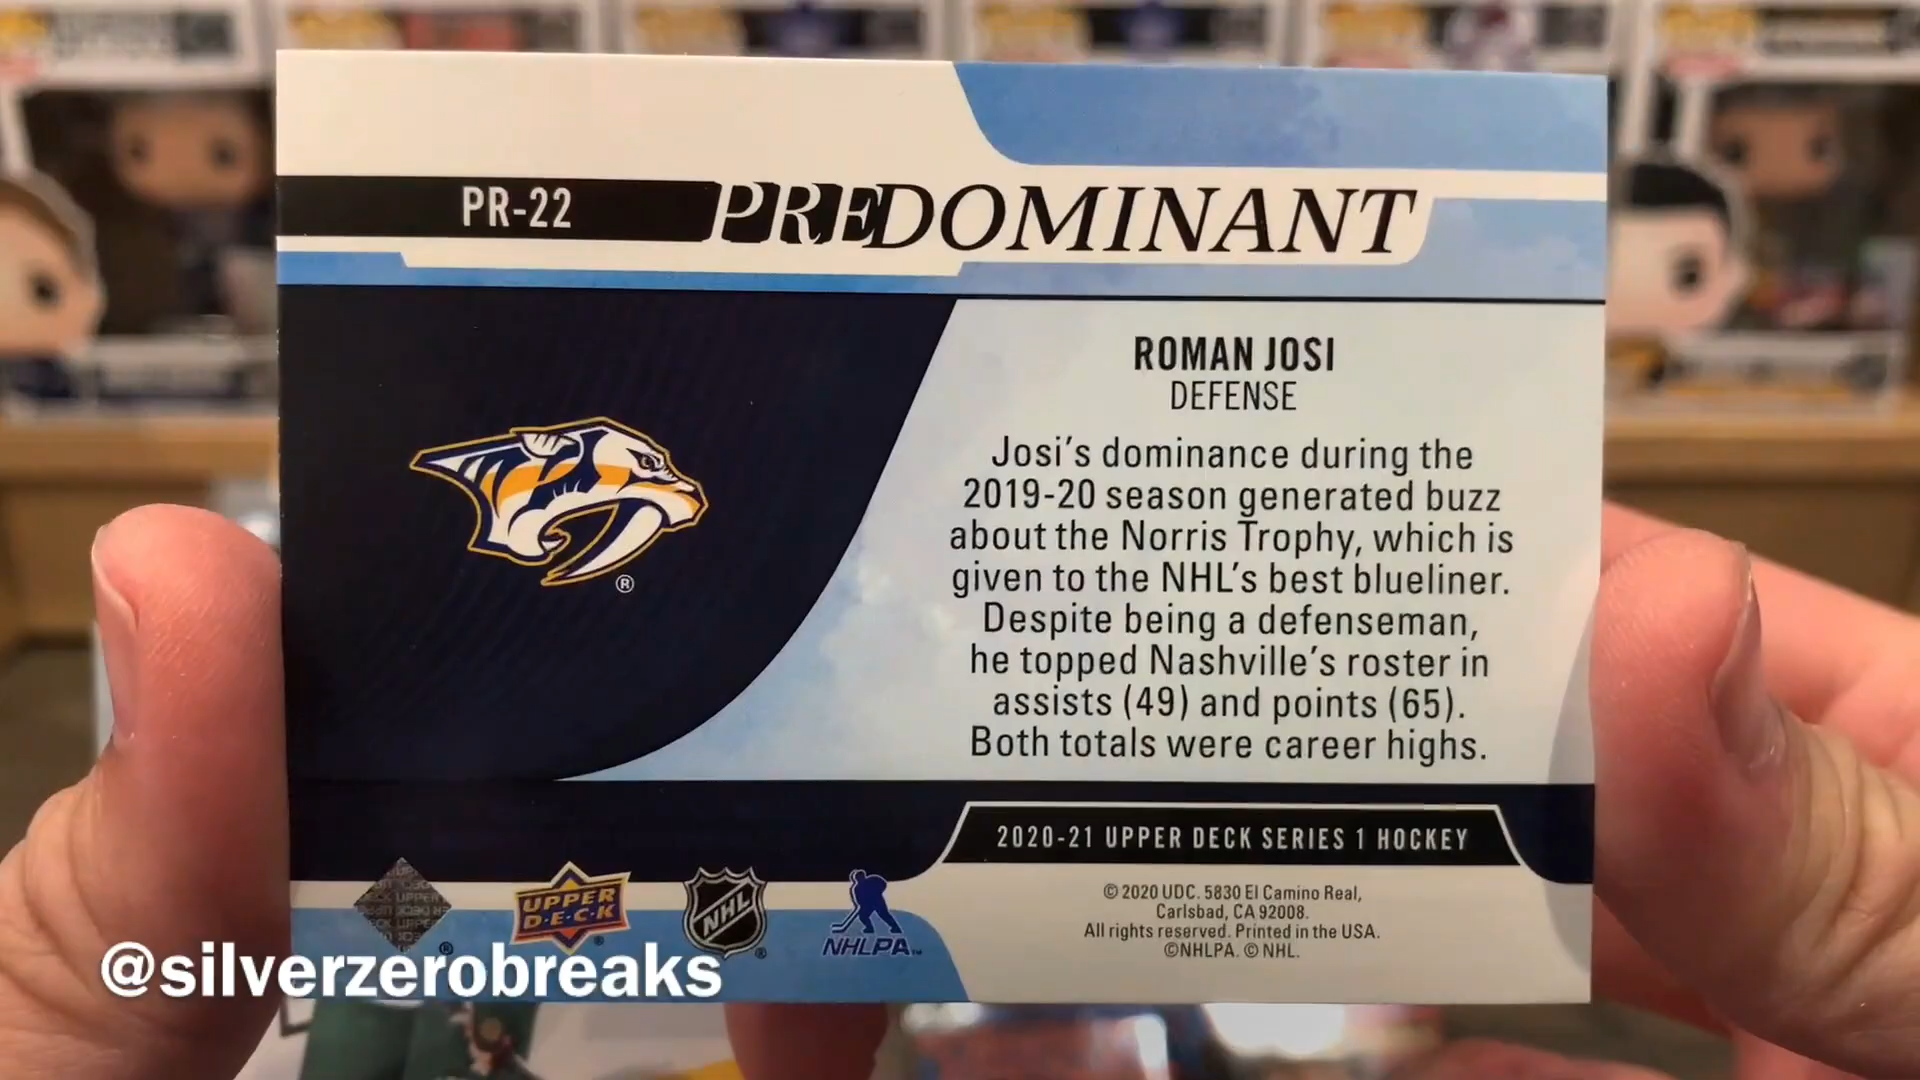 PR-22 PREDOMINANT
ROMAN JOSI
DEFENSE
Josi's dominance during the
2019-20 season generated buzz
about the Norris Trophy, which is
given to the NHL's best blueliner.
Despite being a defenseman,
he topped Nashville's roster in
assists (49) and points (65).
Both totals were career highs.
®
2020-21 UPPER DECK SERIES 1 HOCKEY
UPPER
D·E·C·K
NHL
NHLPA
© 2020 UDC. 5830 El Camino Real,
Carlsbad, CA 92008.
All rights reserved. Printed in the USA.
©NHLPA. © NHL.
@silverzerobreaks